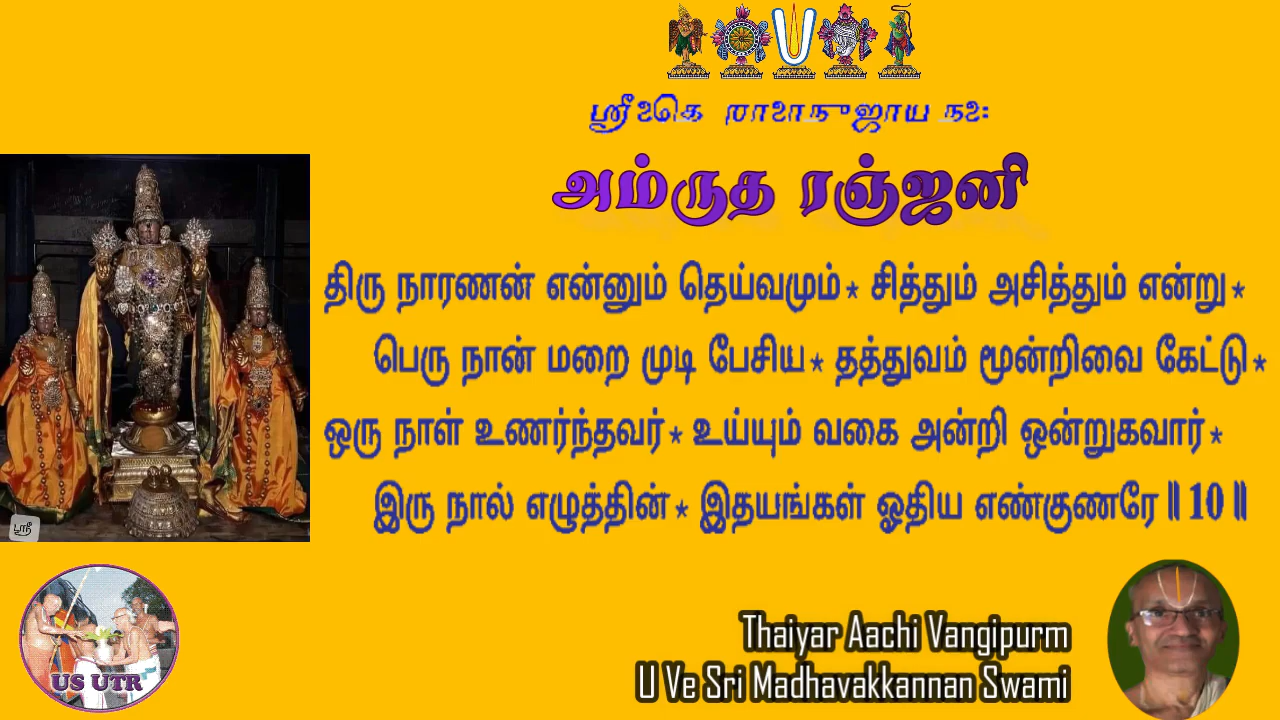 ஸ்ரீமதே ராமாநுஜாய நம:
அம்ருத ரஞ்ஜனி
திரு நாரணன் என்னும் தெய்வமும்* சித்தும் அசித்தும் என்று*
பெரு நான் மறை முடி பேசிய* தத்துவம் மூன்றிவை கேட்டு*
ஒரு நாள் உணர்ந்தவர்* உய்யும் வகை அன்றி ஒன்றுகவார்*
இரு நால் எழுத்தின்* இதயங்கள் ஓதிய எண்குணரே॥ 10 ॥
ஸ்ரீ
US UTR
Thaiyar Aachi Vangipurm
U Ve Sri Madhavakkannan Swami